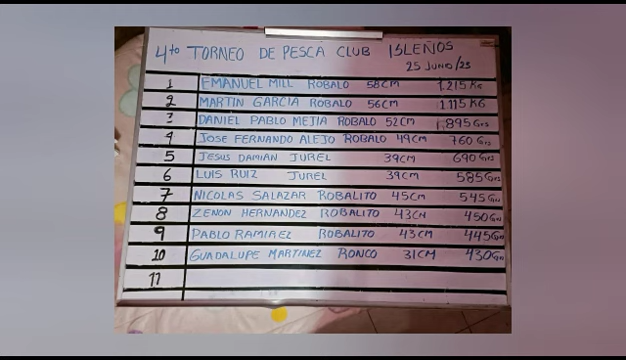 4to TORNEO DE PESCA CLUB ISLEÑOS
25 JUNIO/23
1 EMANUEL MILL ROBALO 58CM 1.215 KG
2 MARTIN GARCIA ROBALO 56CM 1.115 KG
3 DANIEL PABLO MEJIA ROBALO 52CM 895 Grs
4 JOSE FERNANDO ALEJO ROBALO 49CM 760 Grs
5 JESUS DAMIAN JUREL 39CM 690 Grs
6 LUIS RUIZ JUREL 39CM 585 Grs
7 NICOLAS SALAZAR ROBALITO 45CM 545 Grs
8 ZENON HERNANDEZ ROBALITO 43CM 450 Grs
9 PABLO RAMIREZ ROBALITO 43CM 445 Grs
10 GUADALUPE MARTINEZ RONCO 31CM 430 Grs
11